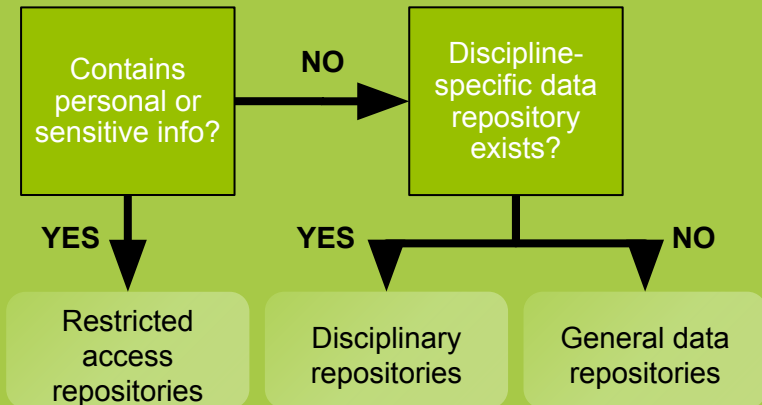 Contains
personal or
sensitive info?
NO
Discipline-
specific data
repository
exists?
YES
YES
NO
Restricted
access
repositories
Disciplinary
repositories
General data
repositories